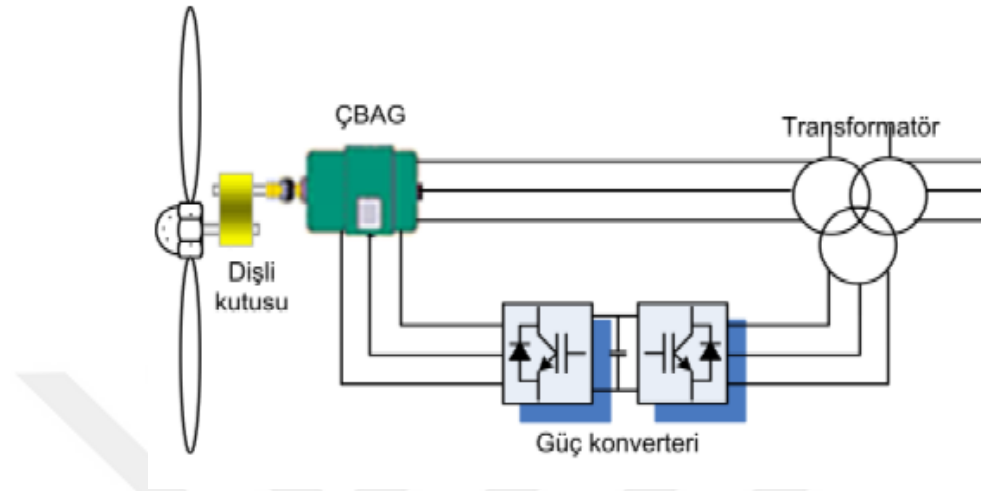 ÇBAG
Transformatör
Dişli
kutusu
Güç konverteri